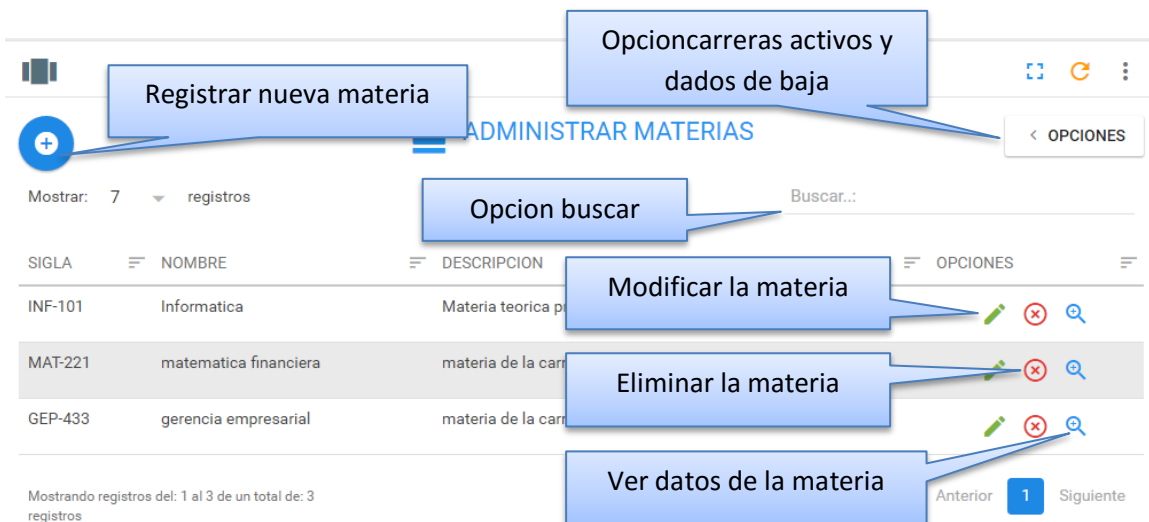 Opcioncarreras activos y
dados de baja
Registrar nueva materia
ADMINISTRAR MATERIAS
OPCIONES
Mostrar: 7 registros
Opcion buscar
Buscar..:
SIGLA NOMBRE DESCRIPCION OPCIONES
Modificar la materia
INF-101 Informatica Materia teorica
MAT-221 matematica financiera materia de la
Eliminar la materia
GEP-433 gerencia empresarial materia de la
Ver datos de la materia
Mostrando registros del: 1 al 3 de un total de: 3
registros
Anterior 1 Siguiente